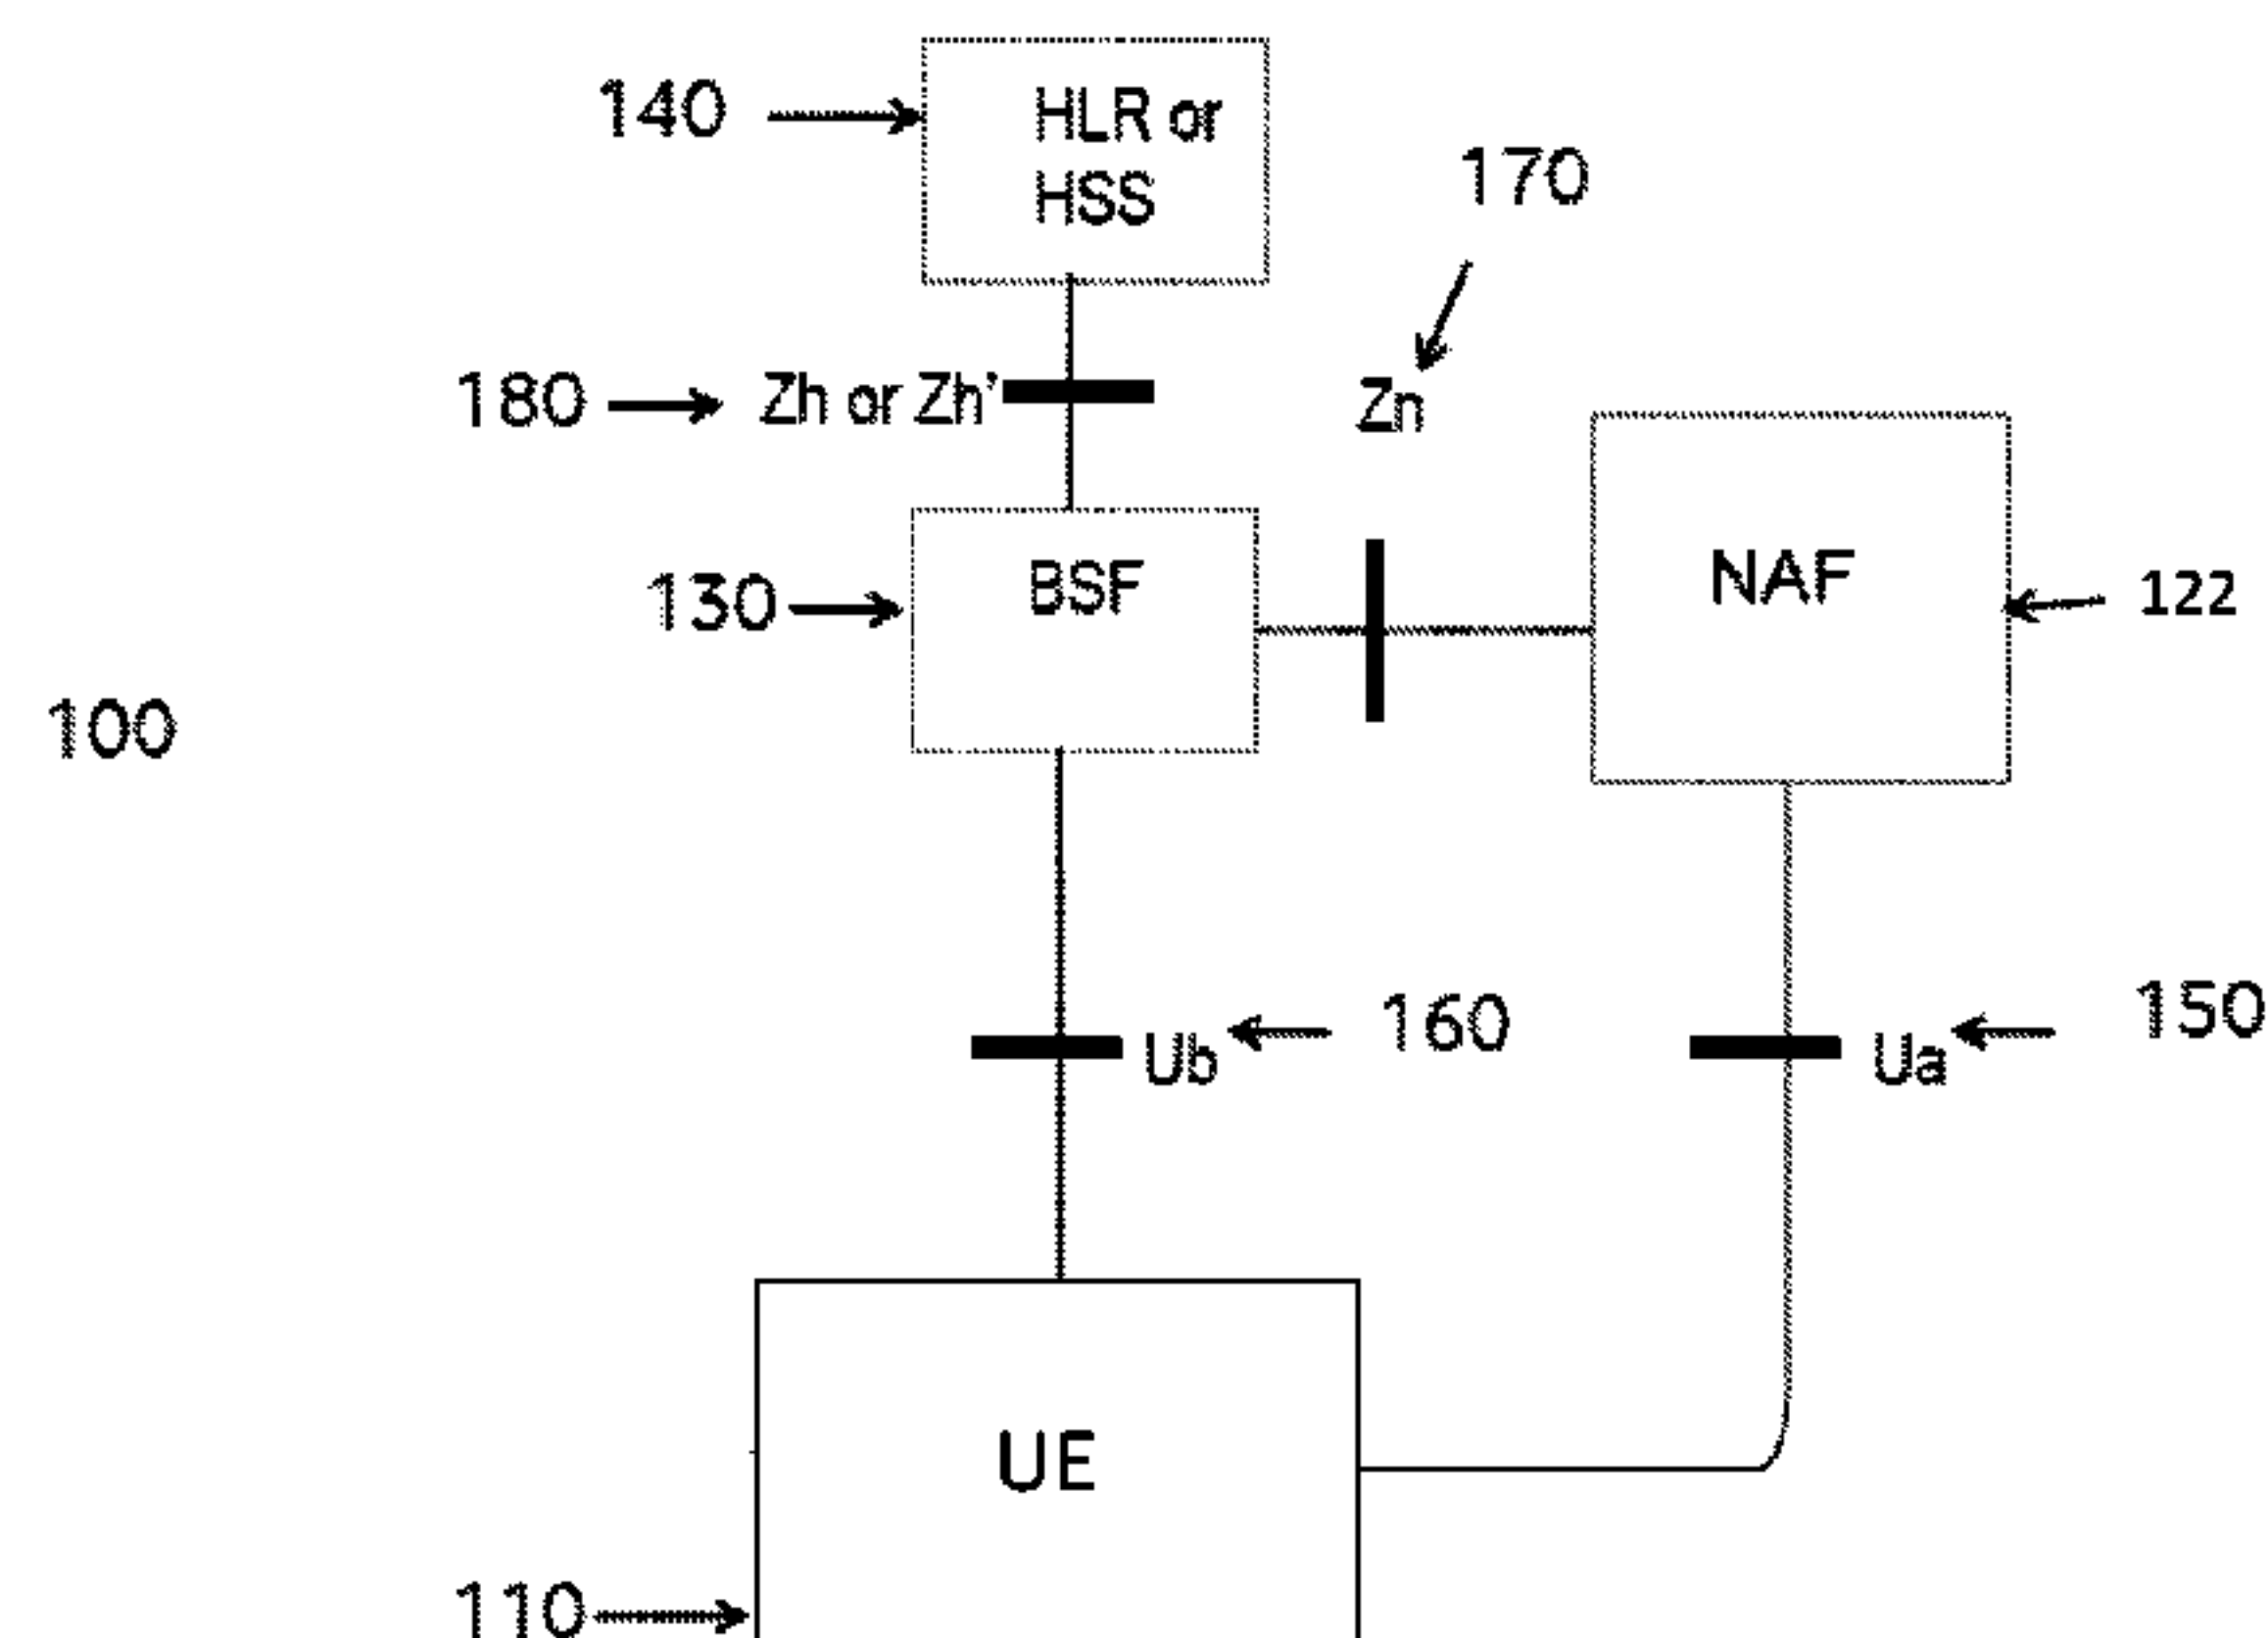 140
HLR or
HSS
170
180
Zh or Zh'
Zn
130
BSF
NAF
122
100
Ub
160
Ua
150
UE
110